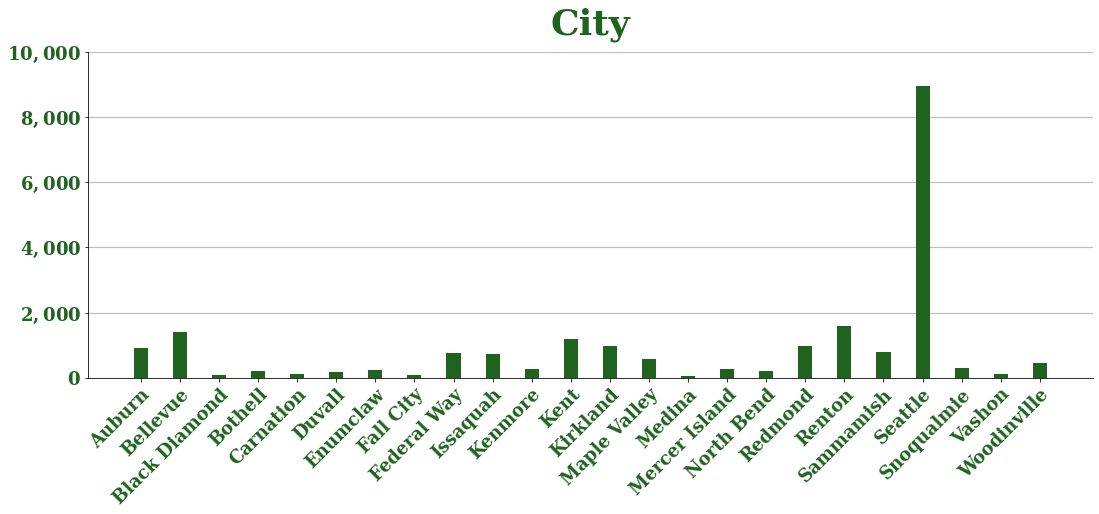 City
10,000
8,000
6,000
4,000
2,000
0
Auburn
Bellevue
Black Diamond
Bothell
Carnation
Duvall
Enumclaw
Fall City
Federal Way
Issaquah
Kenmore
Kent
Kirkland
Maple Valley
Medina
Mercer Island
North Bend
Redmond
Renton
Sammamish
Seattle
Snoqualmie
Vashon
Woodinville